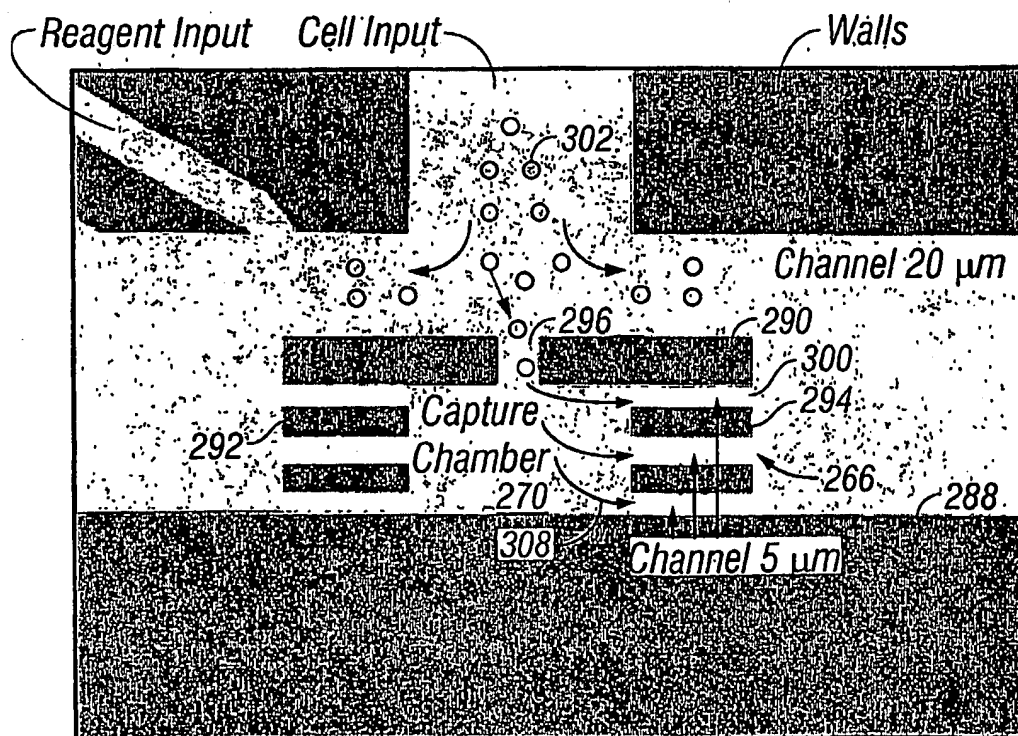 Reagent Input
Cell Input
Walls
302
Channel 20 µm
296
290
300
294
Capture
292
Chamber
266
270
288
308
Channel 5 µm